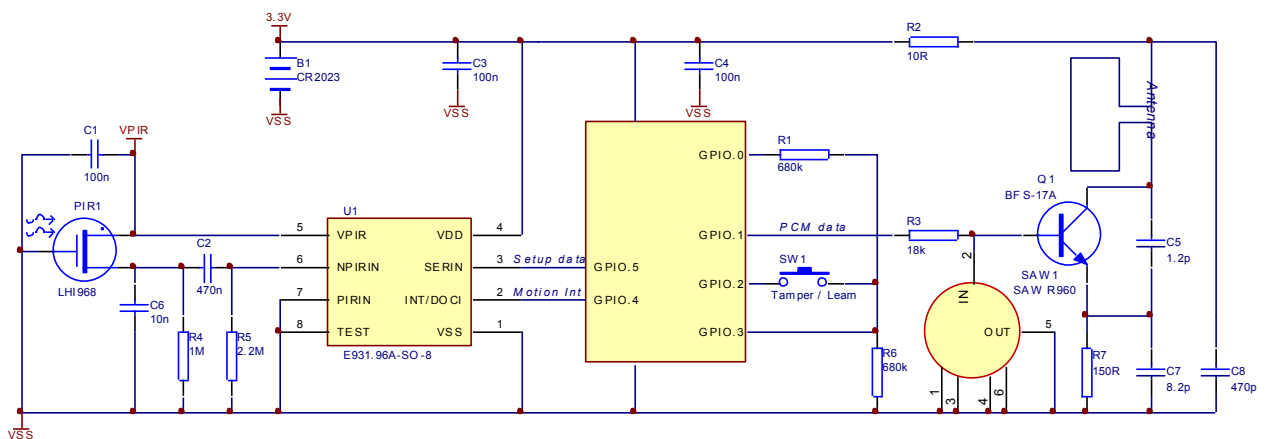 3.3V
R2
10R
B1
CR2023
C3
100n
C4
100n
VSS
VSS
VSS
Antenna
C1
100n
VPIR
R1
680k
GPIO.0
Q1
BFS-17A
PIR1
LHI968
U1
5
VPIR
VDD
4
C2
470n
6
NPIRIN
SERIN
3
Setup data
GPIO.5
7
PIRIN
INT/DOCI
2
Motion Int
GPIO.4
8
TEST
VSS
1
E931.96A-SO-8
GPIO.1
PCM data
R3
18k
GPIO.2
SW1
Tamper / Learn
GPIO.3
C5
1.2p
SAW1
SAW R960
2
IN
OUT
5
1
3
4
6
C6
10n
R4
1M
R5
2.2M
R6
680k
R7
150R
C7
8.2p
C8
470p
VSS